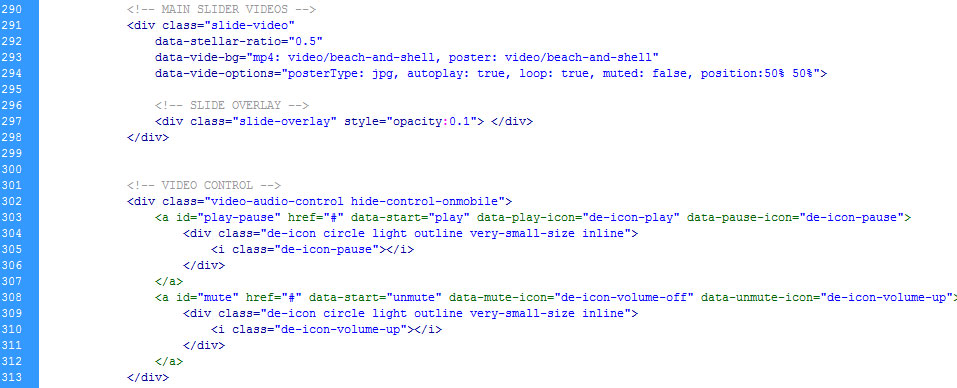 290 <!-- MAIN SLIDER VIDEOS -->
291 <div class="slide-video"
292 data-stellar-ratio="0.5"
293 data-vide-bg="mp4: video/beach-and-shell, poster: video/beach-and-shell"
294 data-vide-options="posterType: jpg, autoplay: true, loop: true, muted: false, position:50% 50%">
295
296 <!-- SLIDE OVERLAY -->
297 <div class="slide-overlay" style="opacity:0.1"> </div>
298 </div>
299
300
301 <!-- VIDEO CONTROL -->
302 <div class="video-audio-control hide-control-onmobile">
303 <a id="play-pause" href="#" data-start="play" data-play-icon="de-icon-play" data-pause-icon="de-icon-pause">
304 <div class="de-icon circle light outline very-small-size inline">
305 <i class="de-icon-pause"></i>
306 </div>
307 </a>
308 <a id="mute" href="#" data-start="unmute" data-mute-icon="de-icon-volume-off" data-unmute-icon="de-icon-volume-up">
309 <div class="de-icon circle light outline very-small-size inline">
310 <i class="de-icon-volume-up"></i>
311 </div>
312 </a>
313 </div>